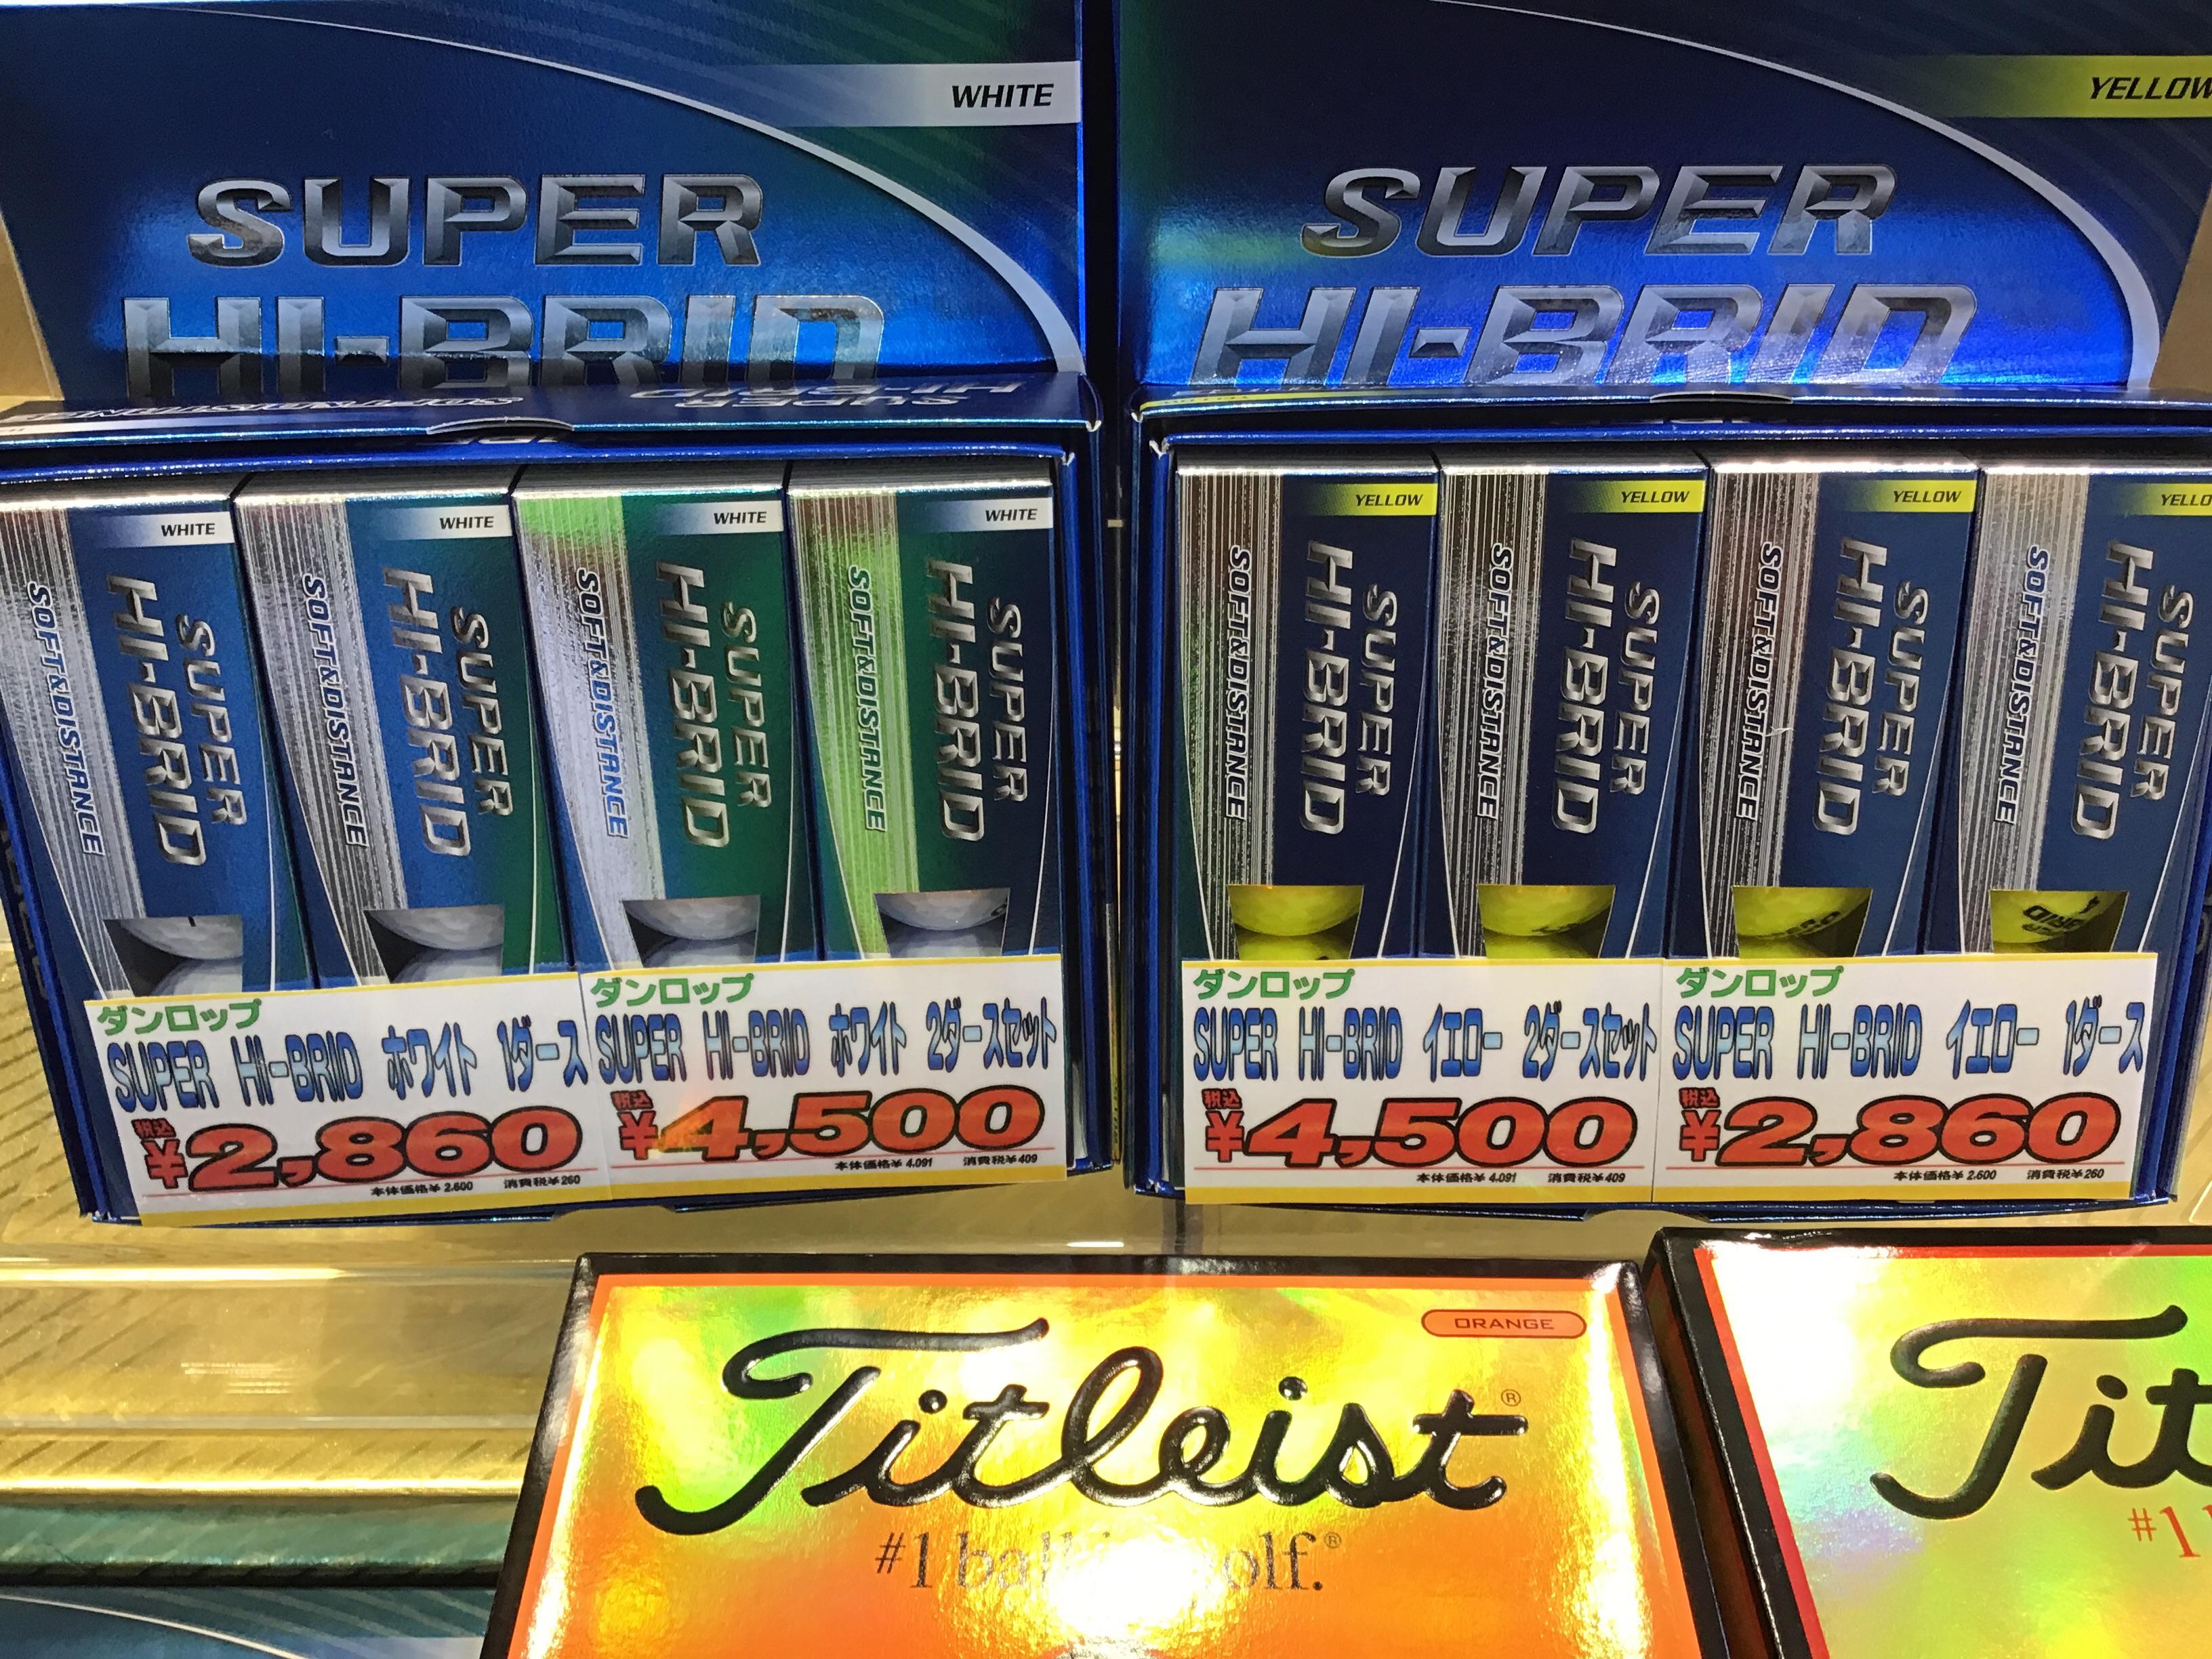 WHITE
SUPER
HI-BRID
YELLOW
SUPER
HI-BRID
SUPER
HI-BRID
WHITE
SUPER
HI-BRID
SOFT&DISTANCE
WHITE
SUPER
HI-BRID
SOFT&DISTANCE
WHITE
SUPER
HI-BRID
SOFT&DISTANCE
WHITE
SUPER
HI-BRID
SOFT&DISTANCE
YELLOW
SUPER
HI-BRID
SOFT&DISTANCE
YELLOW
SUPER
HI-BRID
SOFT&DISTANCE
YELLOW
SUPER
HI-BRID
SOFT&DISTANCE
YELLO
SUPER
HI-BRID
SOFT&DISTANCE
ダンロップ
SUPER HI-BRID ホワイト 1ダース
税込
¥2,860
本体価格¥ 2,600 消費税¥260
ダンロップ
SUPER HI-BRID ホワイト 2ダースセット
税込
¥4,500
本体価格¥ 4,091 消費税¥409
ダンロップ
SUPER HI-BRID イエロー 2ダースセット
税込
¥4,500
本体価格¥ 4,091 消費税¥409
ダンロップ
SUPER HI-BRID イエロー 1ダース
税込
¥2,860
本体価格¥ 2,600 消費税¥260
ORANGE
Titleist®
#1 ball olf.®
Tit
#1